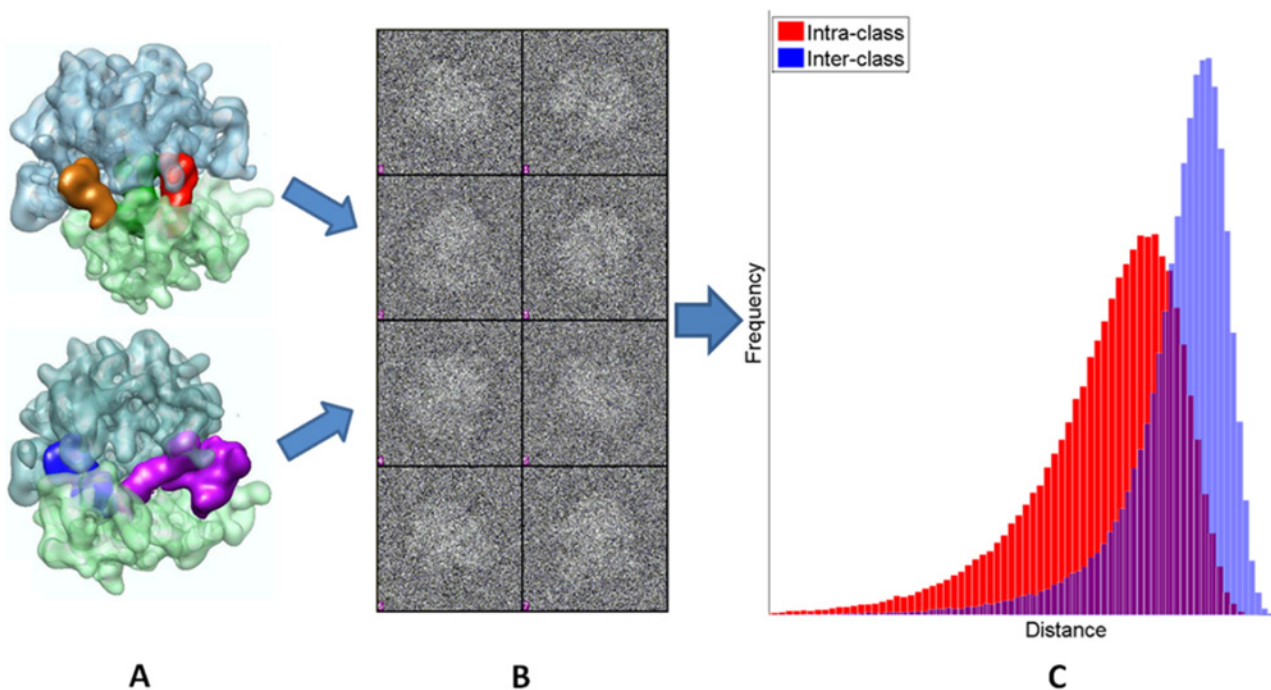 Intra-class
Inter-class
Frequency
Distance
A
B
C